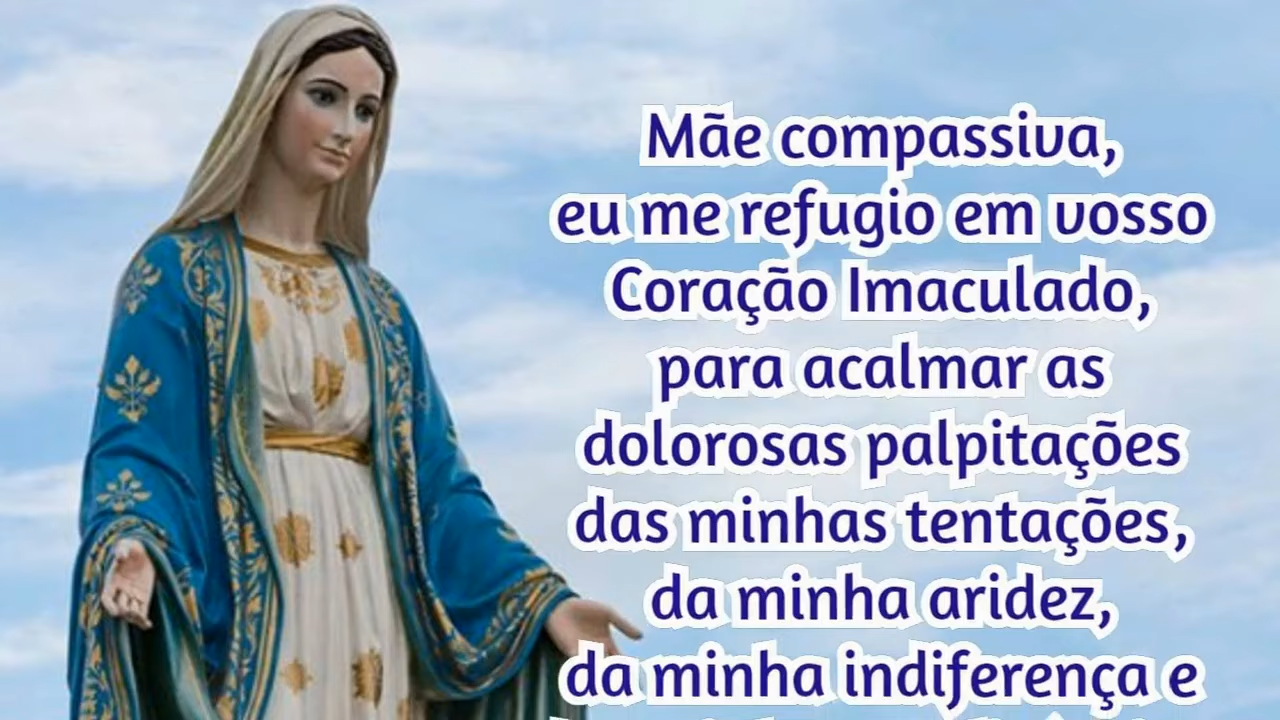 Mãe compassiva,
eu me refugio em vosso
Coração Imaculado,
para acalmar as
dolorosas palpitações
das minhas tentações,
da minha aridez,
da minha indiferença e